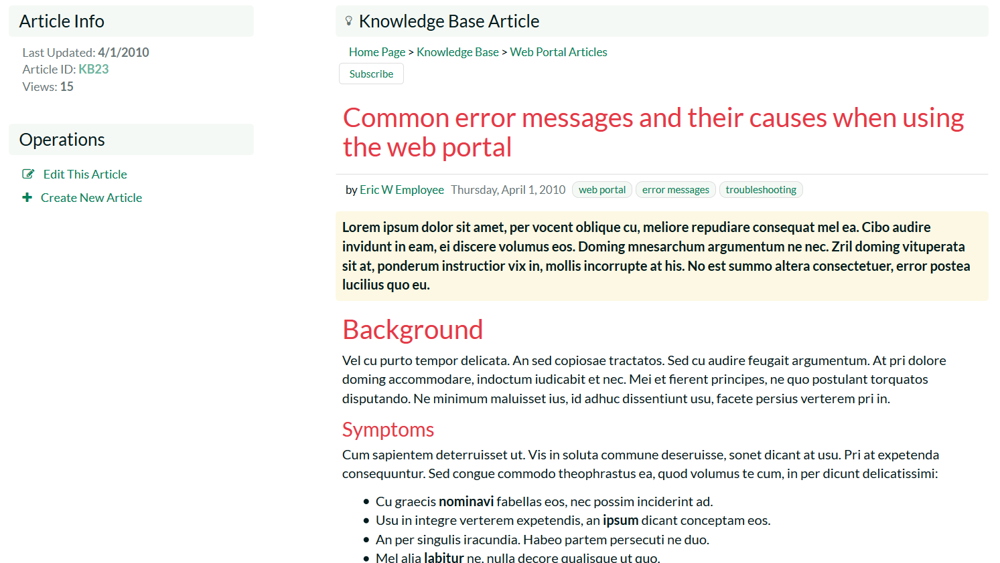 Article Info
Last Updated: 4/1/2010
Article ID: KB23
Views: 15
Operations
Edit This Article
Create New Article
Knowledge Base Article
Home Page > Knowledge Base > Web Portal Articles
Subscribe
Common error messages and their causes when using
the web portal
by Eric W Employee Thursday, April 1, 2010 web portal error messages troubleshooting
Lorem ipsum dolor sit amet, per vocent oblique cu, meliore repudiare consequat mel ea. Cibo audire
invidunt in eam, ei discere volumus eos. Doming mnesarchum argumentum ne nec. Zril doming vituperata
sit at, ponderum instructior vix in, mollis incorrupte at his. No est summo altera consectetuer, error postea
lucilius quo eu.
Background
Vel cu purto tempor delicata. An sed copiosae tractatos. Sed cu audire feugait argumentum. At pri dolore
doming accommodare, indoctum iudicabit et nec. Mei et fierent principes, ne quo postulant torquatos
disputando. Ne minimum maluisset ius, id adhuc dissentiunt usu, facete persius verterem pri in.
Symptoms
Cum sapientem deterruisset ut. Vis in soluta commune deseruisse, sonet dicant at usu. Pri at expetenda
consequuntur. Sed congue commodo theophrastus ea, quod volumus te cum, in per dicunt delicatissimi:
• Cu graecis nominavi fabellas eos, nec possim inciderint ad.
• Usu in integre verterem expetendis, an ipsum dicant conceptam eos.
• An per singulis iracundia. Habeo partem persecuti ne duo.
• Mel alia labitur ne, nulla decore qualisque ut quo.